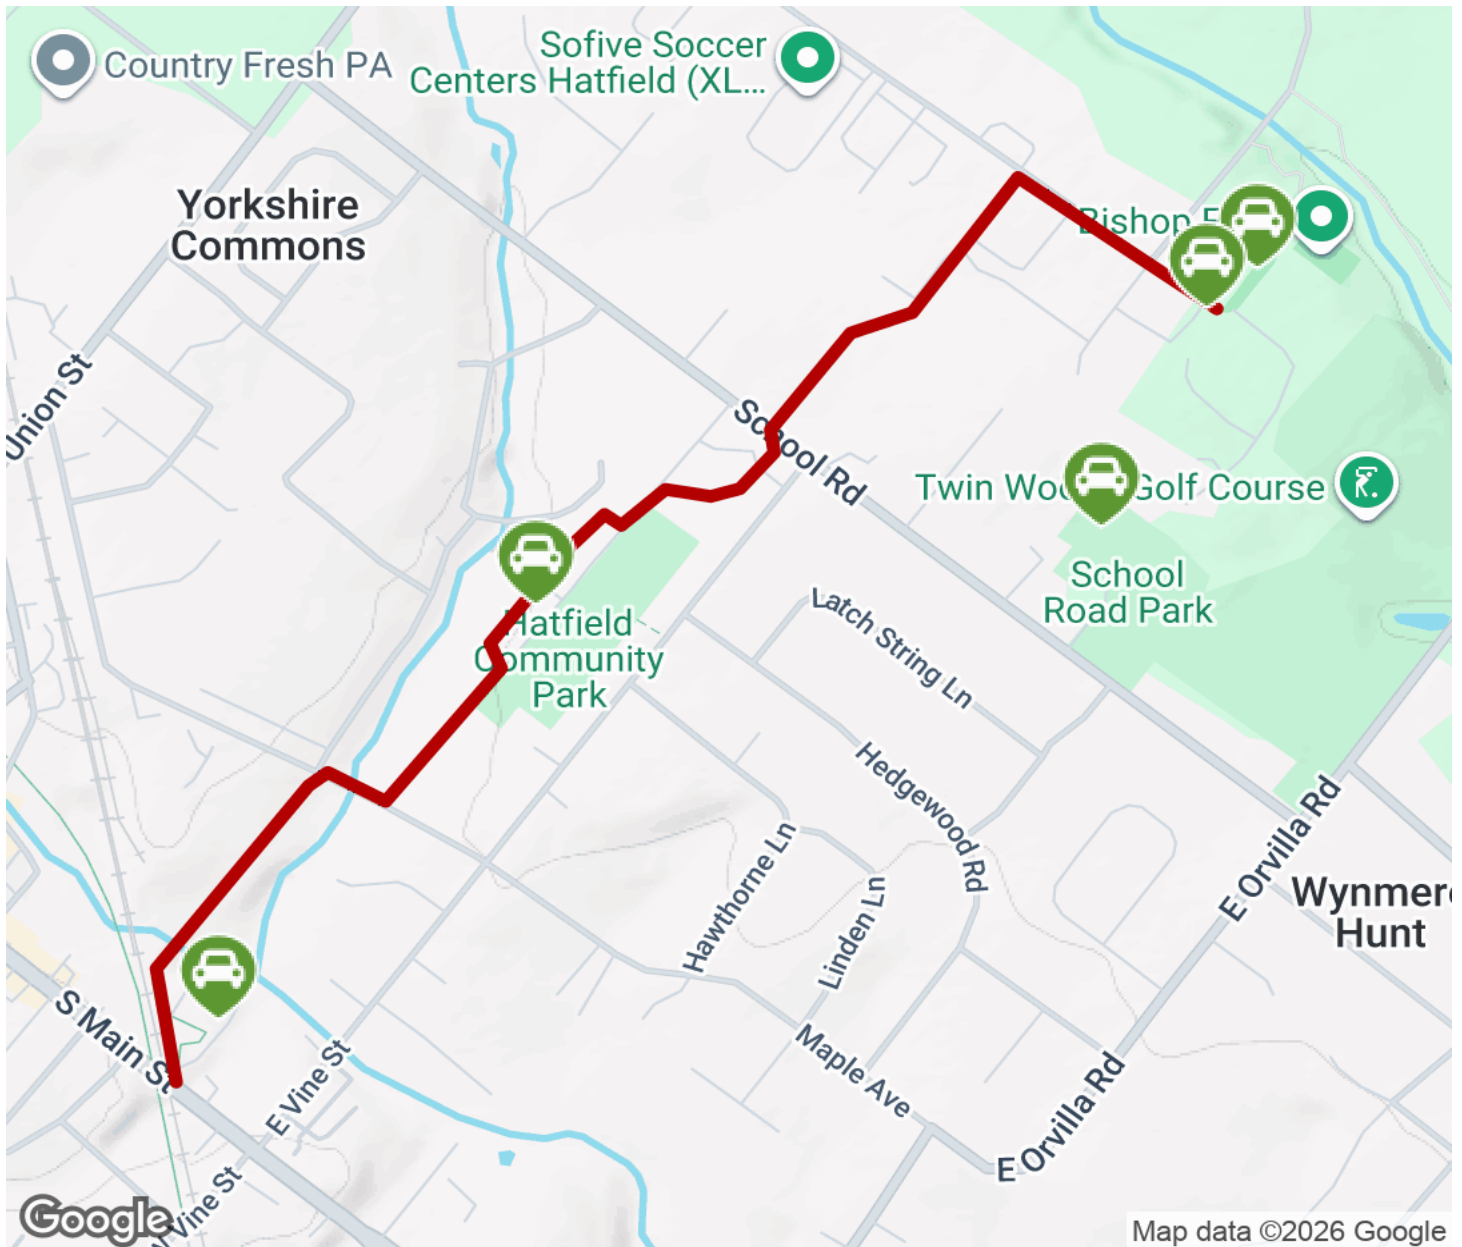 Country Fresh PA
Sofive Soccer
Centers Hatfield (XL...
Yorkshire
Commons
Bishop
Union St
School Rd
Twin Golf Course
School
Road Park
Hatfield
Community
Park
Latch String Ln
Hedgewood Rd
Hawthorne Ln
Linden Ln
E Orvilla Rd
Wynmere
Hunt
S Main St
E Vine St
Maple Ave
E Orvilla Rd
Vine St
Google
Map data ©2026 Google